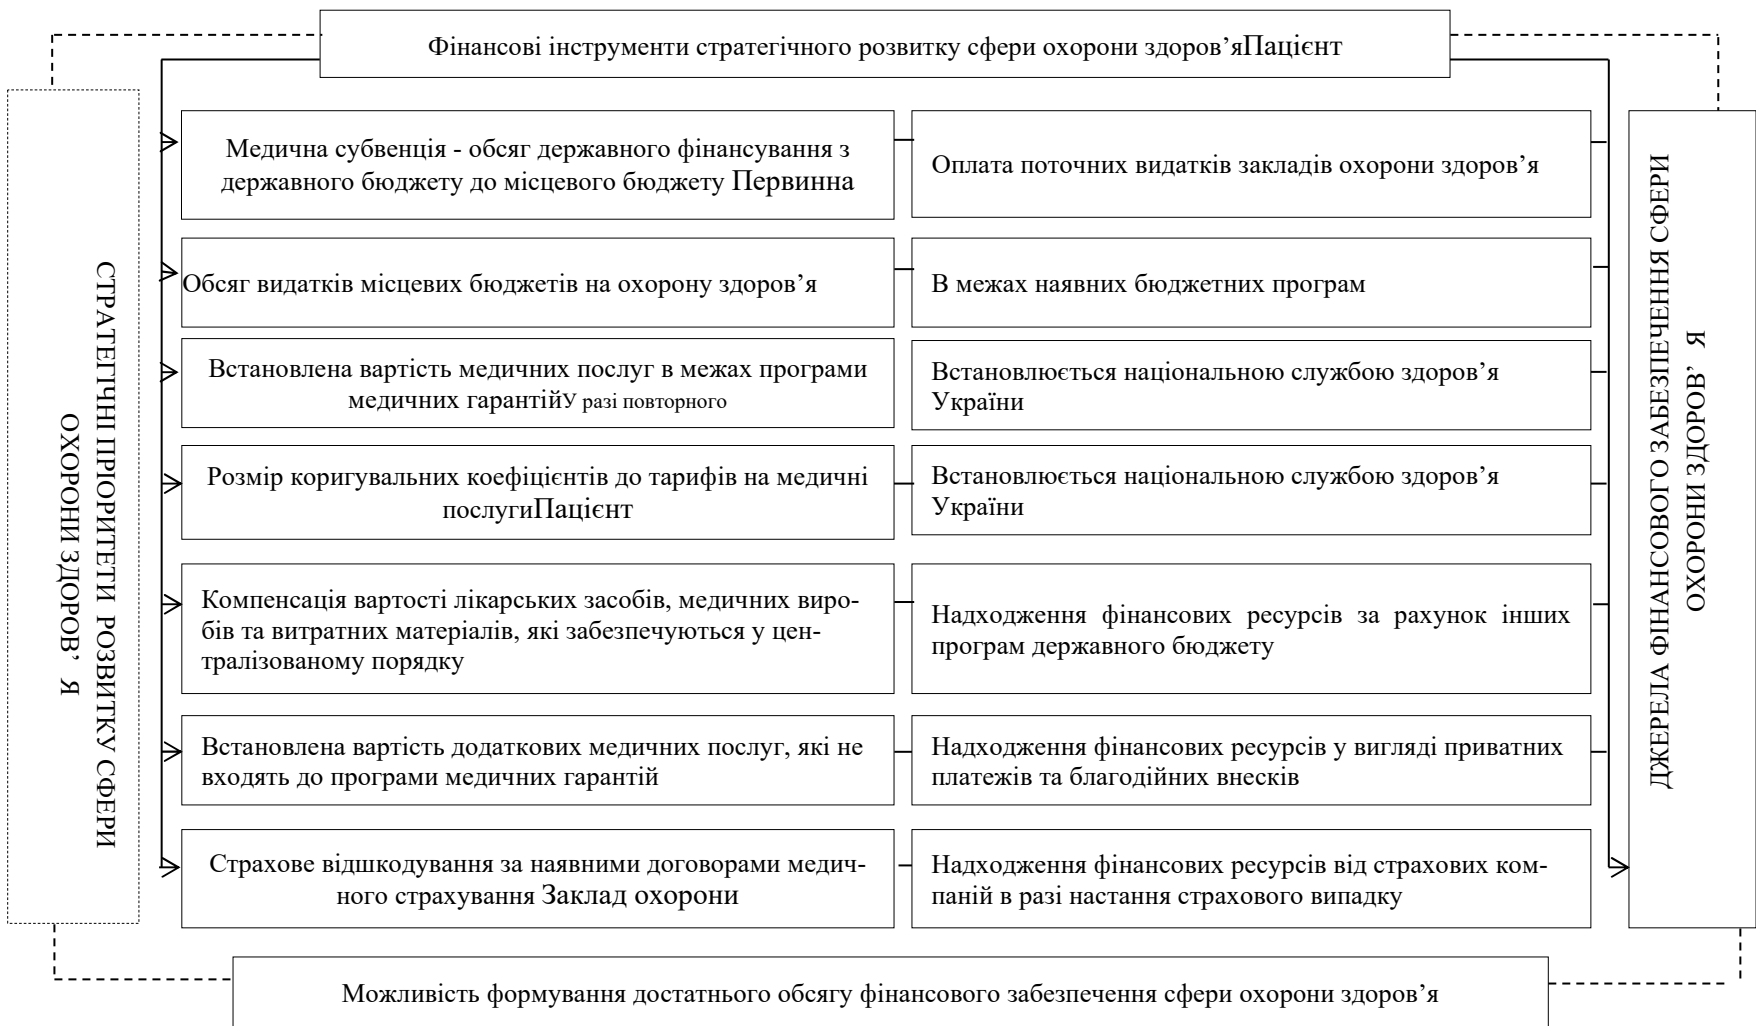 Фінансові інструменти стратегічного розвитку сфери охорони здоров’яПацієнт
СТРАТЕГІЧНІ ПРІОРИТЕТИ РОЗВИТКУ СФЕРИ
ОХОРОНИ ЗДОРОВ’ Я
Медична субвенція - обсяг державного фінансування з
державного бюджету до місцевого бюджету Первинна
Оплата поточних видатків закладів охорони здоров’я
Обсяг видатків місцевих бюджетів на охорону здоров’я
В межах наявних бюджетних програм
Встановлена вартість медичних послуг в межах програми
медичних гарантійУ разі повторного
Встановлюється національною службою здоров’я
України
Розмір коригувальних коефіцієнтів до тарифів на медичні
послугиПацієнт
Встановлюється національною службою здоров’я
України
Компенсація вартості лікарських засобів, медичних виро-
бів та витратних матеріалів, які забезпечуються у цен-
тралізованому порядку
Надходження фінансових ресурсів за рахунок інших
програм державного бюджету
Встановлена вартість додаткових медичних послуг, які не
входять до програми медичних гарантій
Надходження фінансових ресурсів у вигляді приватних
платежів та благодійних внесків
Страхове відшкодування за наявними договорами медич-
ного страхування Заклад охорони
Надходження фінансових ресурсів від страхових ком-
паній в разі настання страхового випадку
ДЖЕРЕЛА ФІНАНСОВОГО ЗАБЕЗПЕЧЕННЯ СФЕРИ
ОХОРОНИ ЗДОРОВ’ Я
Можливість формування достатнього обсягу фінансового забезпечення сфери охорони здоров’я